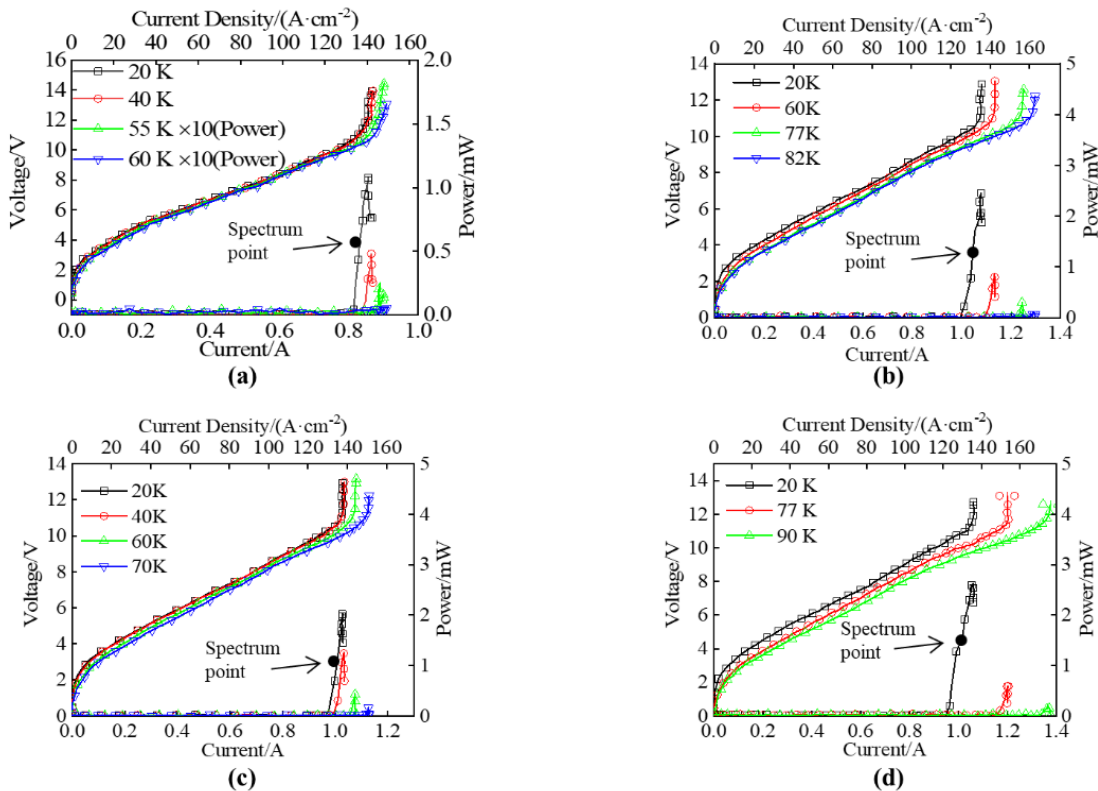 Current Density/(A·cm⁻²)
0 20 40 60 80 100 120 140 160
16
14
12
10
8
6
4
2
0
Voltage/V
20 K
40 K
55 K ×10(Power)
60 K ×10(Power)
Spectrum
point
2.0
1.5
1.0
0.5
0.0
Power/mW
0.0 0.2 0.4 0.6 0.8 1.0
Current/A
(a)
Current Density/(A·cm⁻²)
0 20 40 60 80 100 120 140 160
14
12
10
8
6
4
2
0
Voltage/V
20K
60K
77K
82K
Spectrum
point
5
4
3
2
1
0
Power/mW
0.0 0.2 0.4 0.6 0.8 1.0 1.2 1.4
Current/A
(b)
Current Density/(A·cm⁻²)
0 20 40 60 80 100 120 140 160
14
12
10
8
6
4
2
0
Voltage/V
20K
40K
60K
70K
Spectrum
point
5
4
3
2
1
0
Power/mW
0.0 0.2 0.4 0.6 0.8 1.0 1.2
Current/A
(c)
Current Density/(A·cm⁻²)
0 20 40 60 80 100 120 140 160
14
12
10
8
6
4
2
0
Voltage/V
20 K
77 K
90 K
Spectrum
point
5
4
3
2
1
0
Power/mW
0.0 0.2 0.4 0.6 0.8 1.0 1.2 1.4
Current/A
(d)